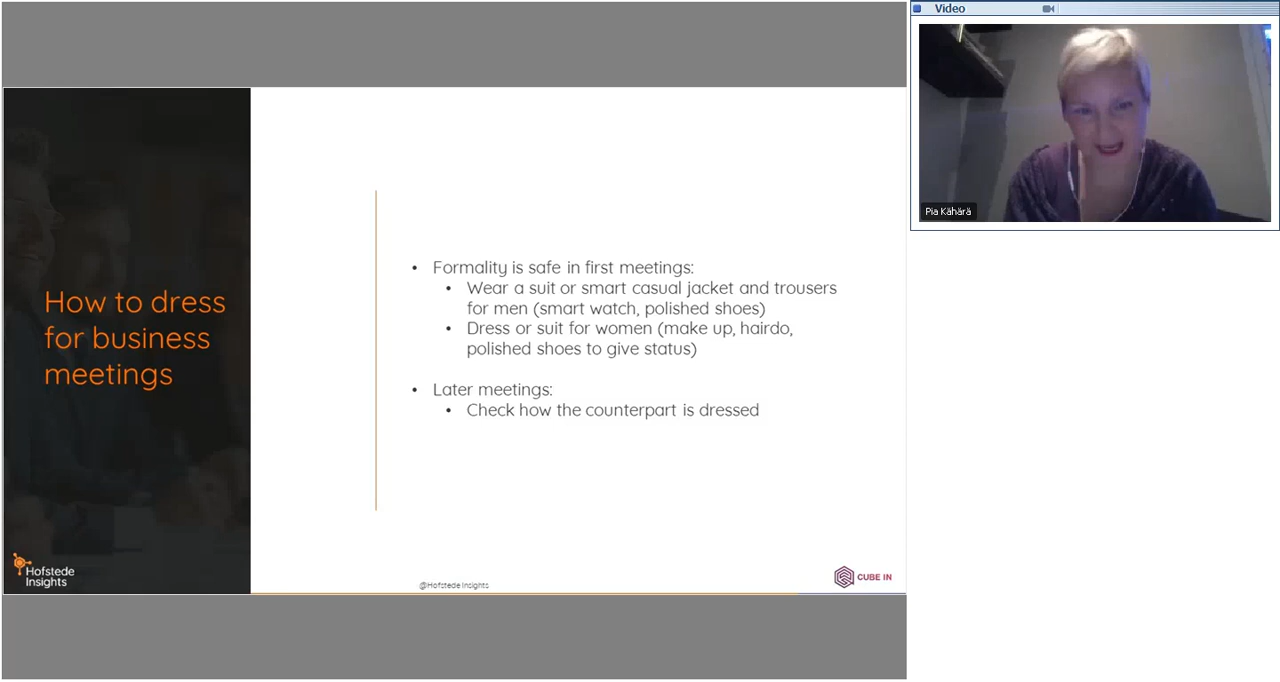 Video
Pia Kähärä
How to dress
for business
meetings
• Formality is safe in first meetings:
• Wear a suit or smart casual jacket and trousers
for men (smart watch, polished shoes)
• Dress or suit for women (make up, hairdo,
polished shoes to give status)
• Later meetings:
• Check how the counterpart is dressed
Hofstede
Insights
@Hofstede Insights
CUBE IN